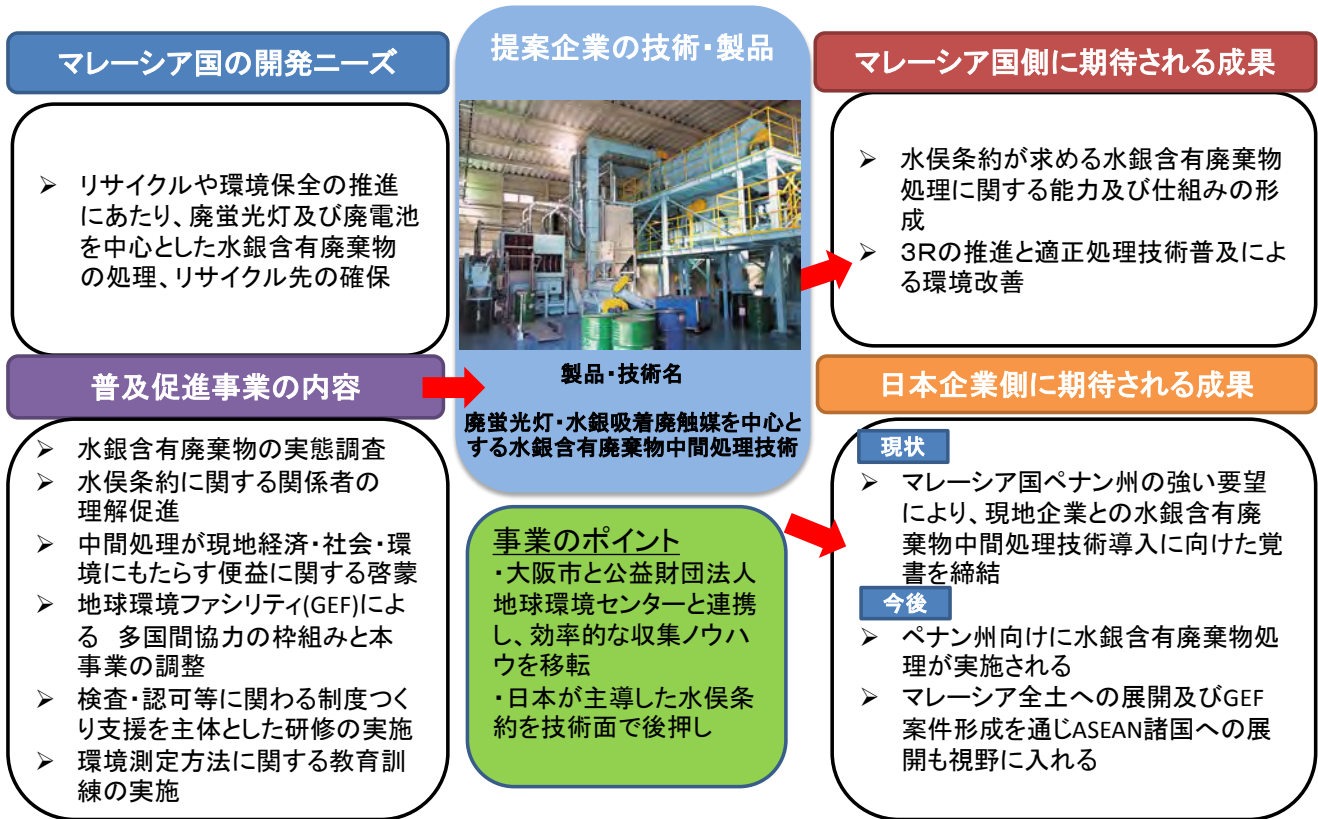 マレーシア国の開発ニーズ
➢ リサイクルや環境保全の推進
にあたり、廃蛍光灯及び廃電池
を中心とした水銀含有廃棄物
の処理、リサイクル先の確保
普及促進事業の内容
➢ 水銀含有廃棄物の実態調査
➢ 水俣条約に関する関係者の
理解促進
➢ 中間処理が現地経済・社会・環
境にもたらす便益に関する啓蒙
➢ 地球環境ファシリティ(GEF)によ
る 多国間協力の枠組みと本
事業の調整
➢ 検査・認可等に関わる制度つく
り支援を主体とした研修の実施
➢ 環境測定方法に関する教育訓
練の実施
提案企業の技術・製品
製品・技術名
廃蛍光灯・水銀吸着廃触媒を中心と
する水銀含有廃棄物中間処理技術
事業のポイント
・大阪市と公益財団法人
地球環境センターと連携
し、効率的な収集ノウハ
ウを移転
・日本が主導した水俣条
約を技術面で後押し
マレーシア国側に期待される成果
➢ 水俣条約が求める水銀含有廃棄物
処理に関する能力及び仕組みの形
成
➢ 3Rの推進と適正処理技術普及によ
る環境改善
日本企業側に期待される成果
現状
➢ マレーシア国ペナン州の強い要望
により、現地企業との水銀含有廃
棄物中間処理技術導入に向けた覚
書を締結
今後
➢ ペナン州向けに水銀含有廃棄物処
理が実施される
➢ マレーシア全土への展開及びGEF
案件形成を通じASEAN諸国への展
開も視野に入れる